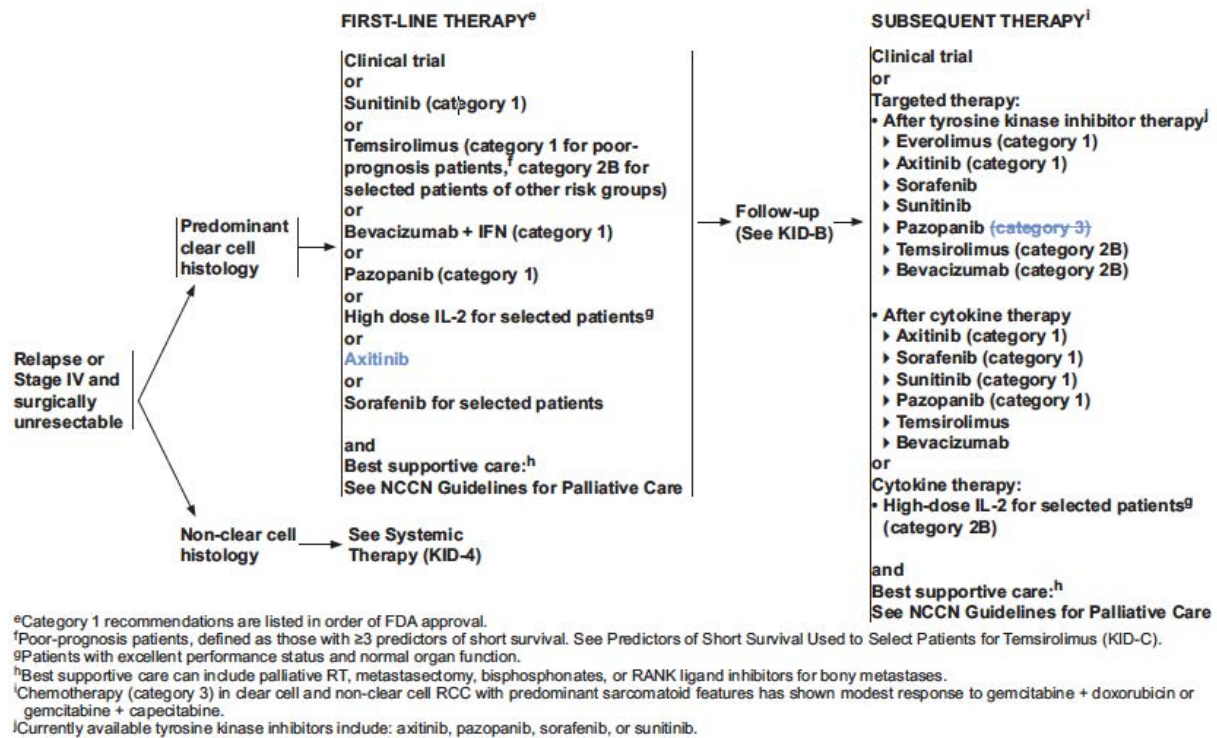 FIRST-LINE THERAPYe
Clinical trial
or
Sunitinib (category 1)
or
Temsirolimus (category 1 for poor-
prognosis patients,f category 2B for
selected patients of other risk groups)
or
Bevacizumab + IFN (category 1)
or
Pazopanib (category 1)
or
High dose IL-2 for selected patientsg
or
Axitinib
or
Sorafenib for selected patients
and
Best supportive care:h
See NCCN Guidelines for Palliative Care
Predominant
clear cell
histology
Relapse or
Stage IV and
surgically
unresectable
Non-clear cell
histology
See Systemic
Therapy (KID-4)
Follow-up
(See KID-B)
SUBSEQUENT THERAPYi
Clinical trial
or
Targeted therapy:
• After tyrosine kinase inhibitor therapyj
Everolimus (category 1)
Axitinib (category 1)
Sorafenib
Sunitinib
Pazopanib (category 3)
Temsirolimus (category 2B)
Bevacizumab (category 2B)
• After cytokine therapy
Axitinib (category 1)
Sorafenib (category 1)
Sunitinib (category 1)
Pazopanib (category 1)
Temsirolimus
Bevacizumab
or
Cytokine therapy:
• High-dose IL-2 for selected patientsg
(category 2B)
and
Best supportive care:h
See NCCN Guidelines for Palliative Care
eCategory 1 recommendations are listed in order of FDA approval.
fPoor-prognosis patients, defined as those with ≥3 predictors of short survival. See Predictors of Short Survival Used to Select Patients for Temsirolimus (KID-C).
gPatients with excellent performance status and normal organ function.
hBest supportive care can include palliative RT, metastasectomy, bisphosphonates, or RANK ligand inhibitors for bony metastases.
iChemotherapy (category 3) in clear cell and non-clear cell RCC with predominant sarcomatoid features has shown modest response to gemcitabine + doxorubicin or
gemcitabine + capecitabine.
jCurrently available tyrosine kinase inhibitors include: axitinib, pazopanib, sorafenib, or sunitinib.